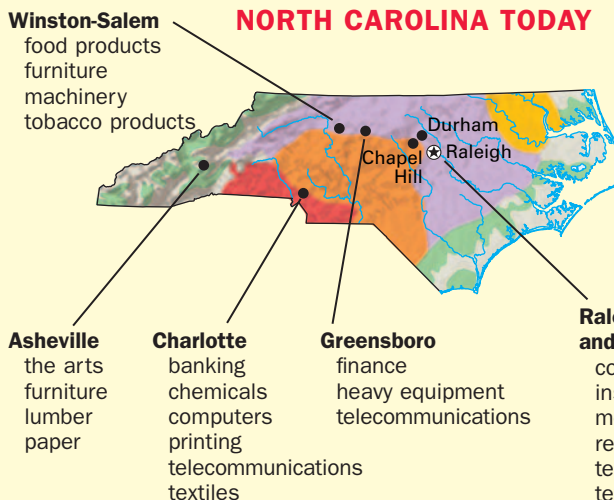 NORTH CAROLINA TODAY
Winston-Salem
food products
furniture
machinery
tobacco products
Durham
Chapel
Hill
Raleigh
Asheville
the arts
furniture
lumber
paper
Charlotte
banking
chemicals
computers
printing
telecommunications
textiles
Greensboro
finance
heavy equipment
telecommunications
and